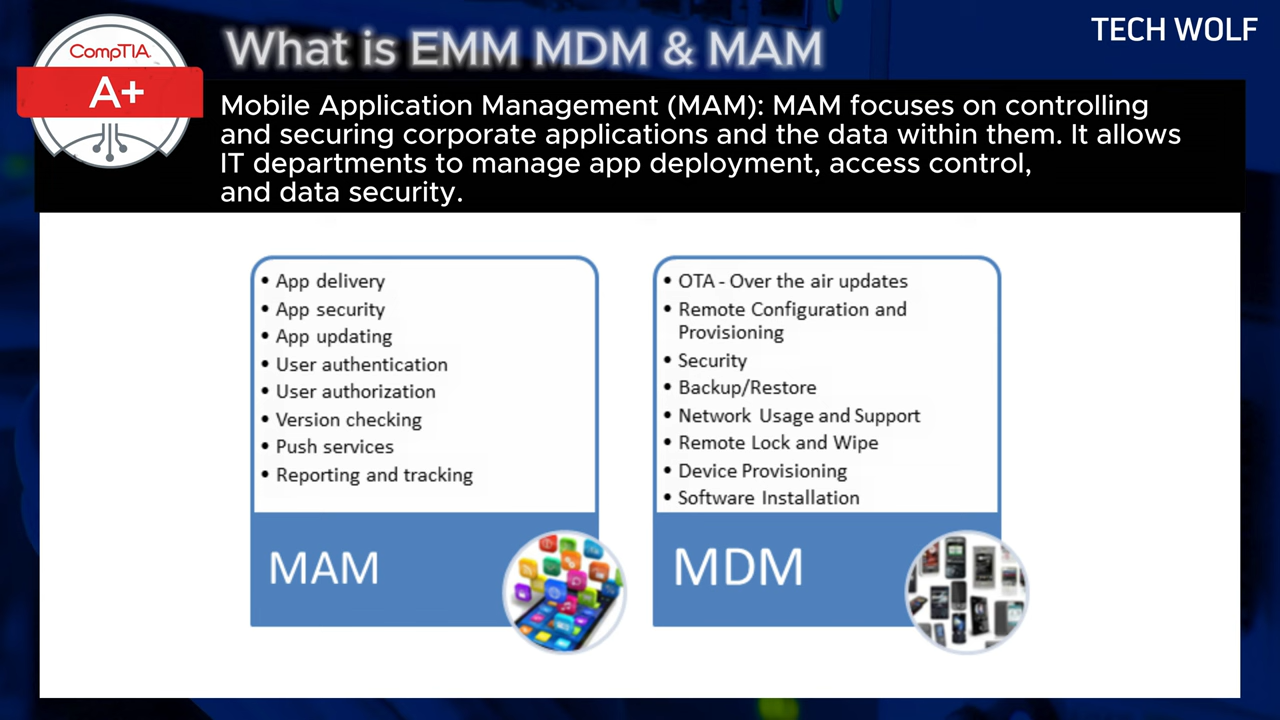 CompTIA.
A+
What is EMM MDM & MAM
TECH WOLF
Mobile Application Management (MAM): MAM focuses on controlling
and securing corporate applications and the data within them. It allows
IT departments to manage app deployment, access control,
and data security.
• App delivery
• App security
• App updating
• User authentication
• User authorization
• Version checking
• Push services
• Reporting and tracking
MAM
• OTA - Over the air updates
• Remote Configuration and
Provisioning
• Security
• Backup/Restore
• Network Usage and Support
• Remote Lock and Wipe
• Device Provisioning
• Software Installation
MDM